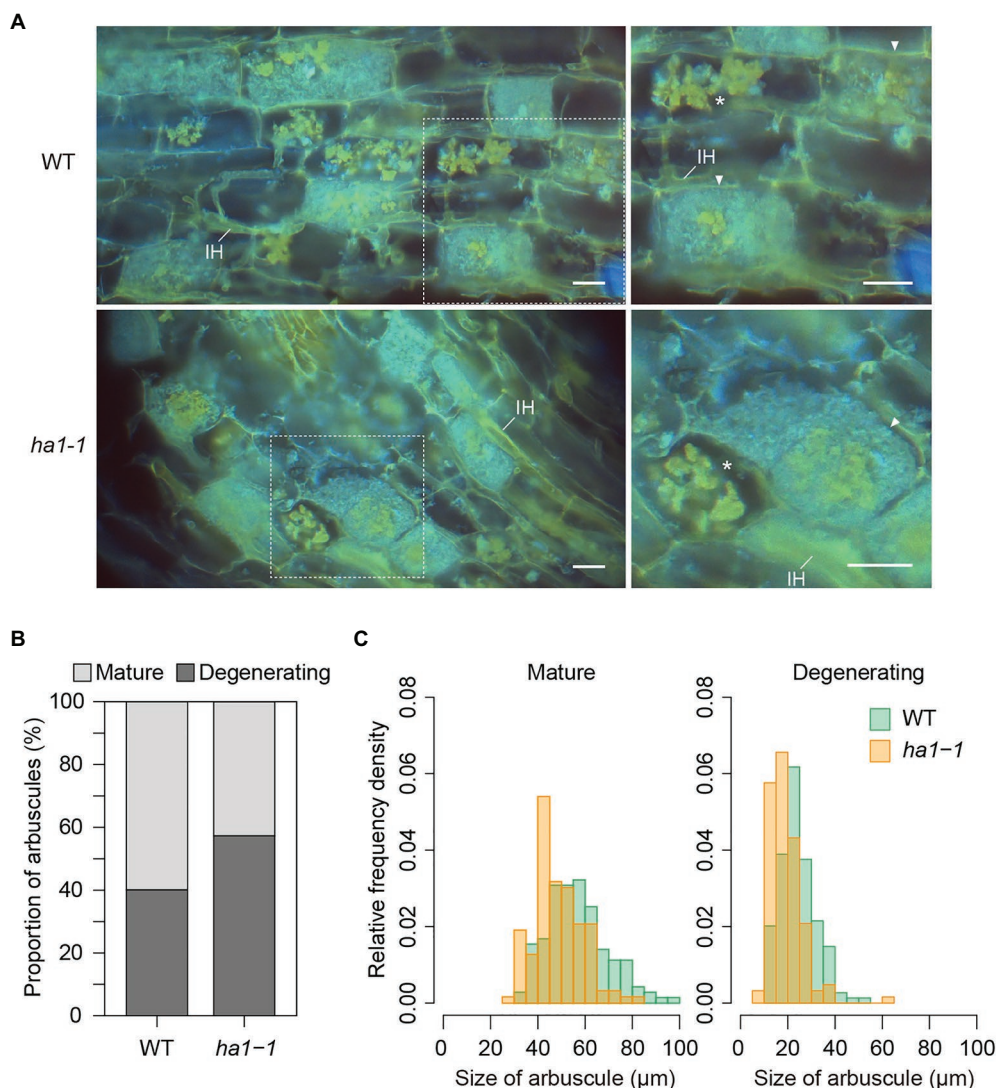 A
WT
IH
*
IH
ha1-1
IH
*
IH
B
Mature Degenerating
Proportion of arbuscules (%)
100
80
60
40
20
0
WT ha1−1
C
Mature
Relative frequency density
0.08
0.06
0.04
0.02
0.00
0 20 40 60 80 100
Size of arbuscule (µm)
Degenerating
WT
ha1−1
0.08
0.06
0.04
0.02
0.00
0 20 40 60 80 100
Size of arbuscule (µm)